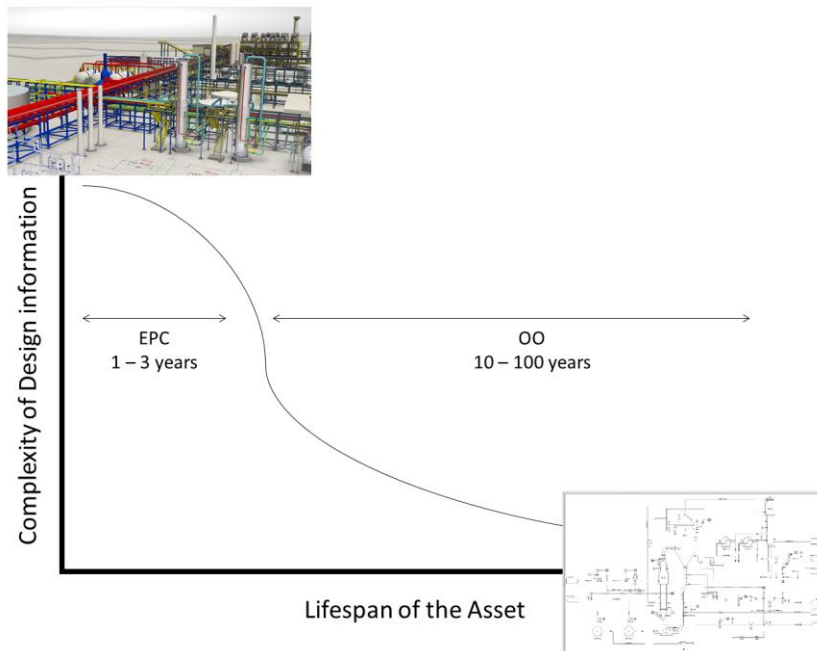 Complexity of Design information
EPC
1 – 3 years
OO
10 – 100 years
Lifespan of the Asset